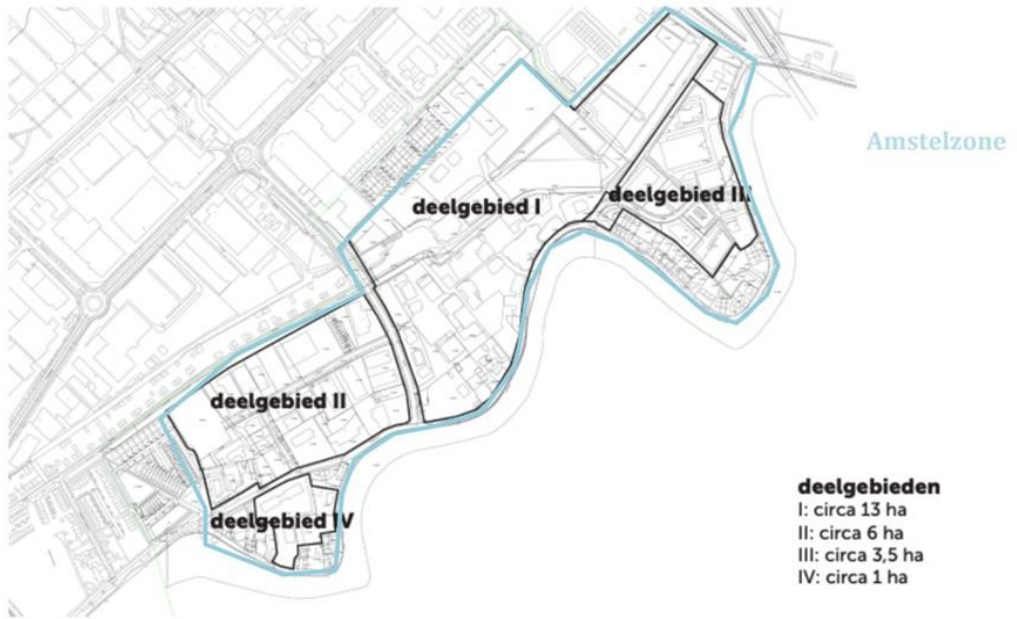 Amstelzone
deelgebied I
deelgebied III
deelgebied II
deelgebied IV
deelgebieden
I: circa 13 ha
II: circa 6 ha
III: circa 3,5 ha
IV: circa 1 ha